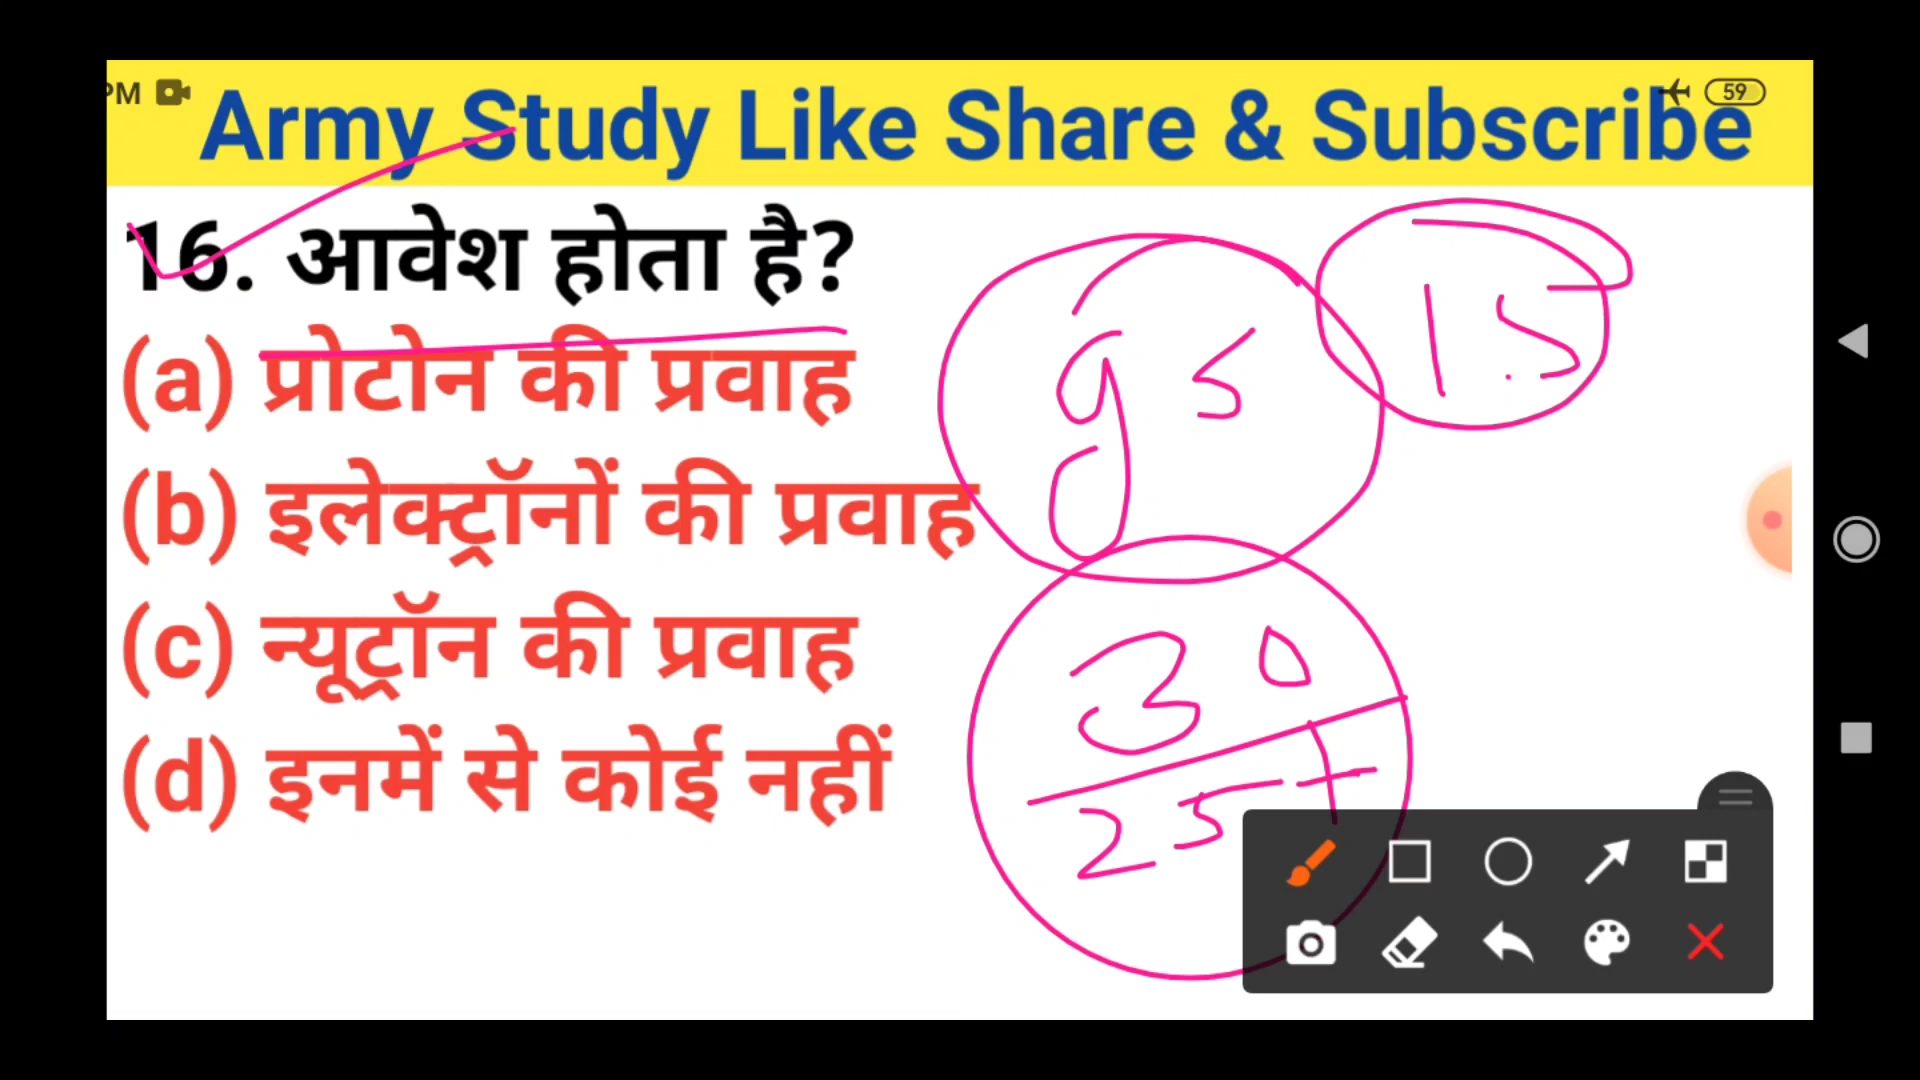 PM
59
Army Study Like Share & Subscribe
16. आवेश होता है?
(a) प्रोटोन की प्रवाह
(b) इलेक्ट्रॉनों की प्रवाह
(c) न्यूट्रॉन की प्रवाह
(d) इनमें से कोई नहीं
95
15
30
25+